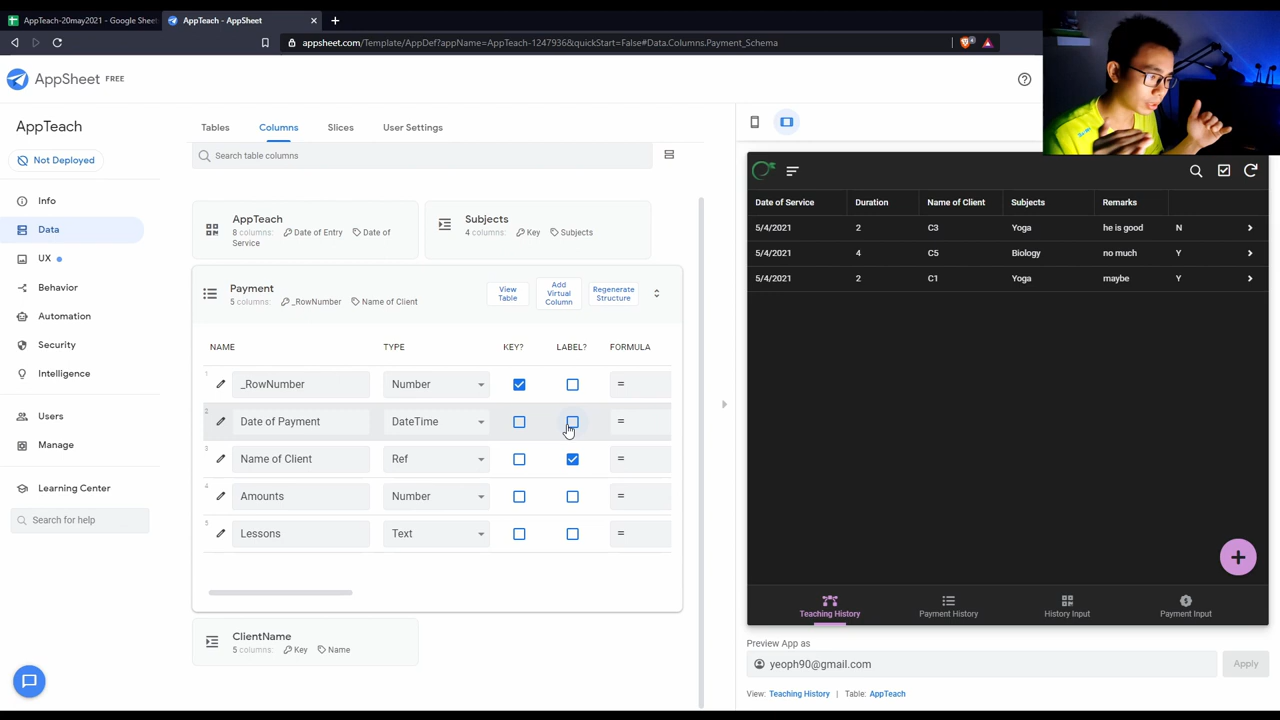 AppTeach-20may2021 - Google Sheet
AppTeach - AppSheet
appsheet.com/Template/AppDef?appName=AppTeach-1247936&quickStart=False#Data.Columns.Payment_Schema
AppSheet FREE
AppTeach
Not Deployed
Info
Data
UX
Behavior
Automation
Security
Intelligence
Users
Manage
Learning Center
Search for help
Tables
Columns
Slices
User Settings
Search table columns
AppTeach
8 columns: Date of Entry Date of
Service
Subjects
4 columns: Key Subjects
Payment
5 columns: _RowNumber Name of Client
View
Table
Add
Virtual
Column
Regenerate
Structure
NAME TYPE KEY? LABEL? FORMULA
1 _RowNumber Number =
2 Date of Payment DateTime =
3 Name of Client Ref =
4 Amounts Number =
5 Lessons Text =
ClientName
5 columns: Key Name
Date of Service Duration Name of Client Subjects Remarks
5/4/2021 2 C3 Yoga he is good N
5/4/2021 4 C5 Biology no much Y
5/4/2021 2 C1 Yoga maybe Y
Teaching History
Payment History
History Input
Payment Input
Preview App as
yeoph90@gmail.com
Apply
View: Teaching History | Table: AppTeach